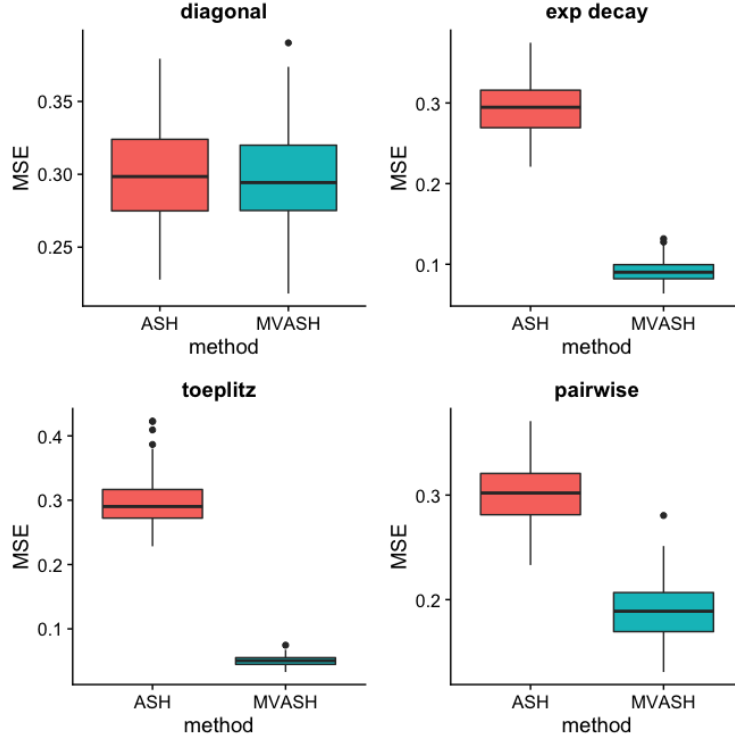 diagonal
MSE
0.35
0.30
0.25
ASH MVASH
method
exp decay
MSE
0.3
0.2
0.1
ASH MVASH
method
toeplitz
MSE
0.4
0.3
0.2
0.1
ASH MVASH
method
pairwise
MSE
0.3
0.2
ASH MVASH
method